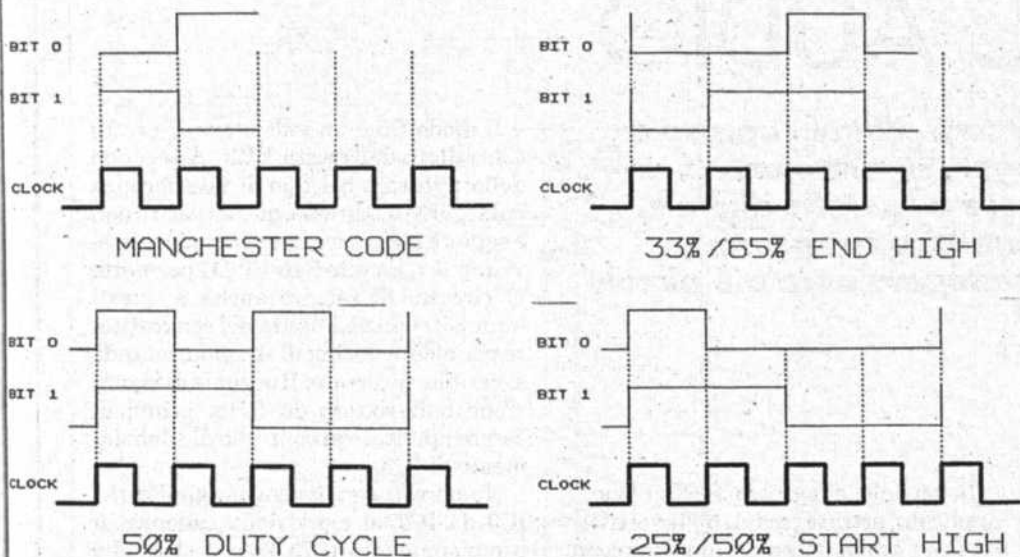 BIT 0
BIT 1
CLOCK
MANCHESTER CODE
BIT 0
BIT 1
CLOCK
33%/65% END HIGH
BIT 0
BIT 1
CLOCK
50% DUTY CYCLE
BIT 0
BIT 1
CLOCK
25%/50% START HIGH